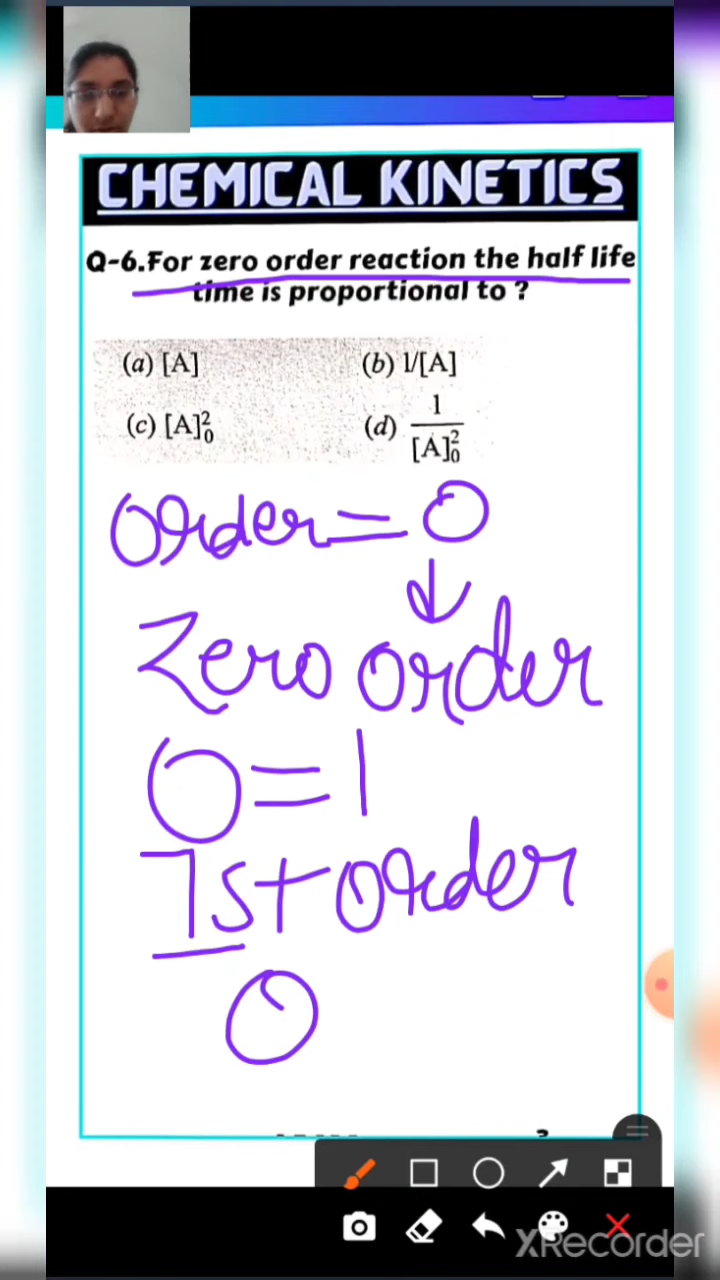 CHEMICAL KINETICS
Q-6.For zero order reaction the half life
time is proportional to ?
(a) [A] (b) 1/[A]
(c) [A]²₀ (d) 1/[A]²₀
Order = 0
↓
Zero order
O = 1
1st order
O
XRecorder